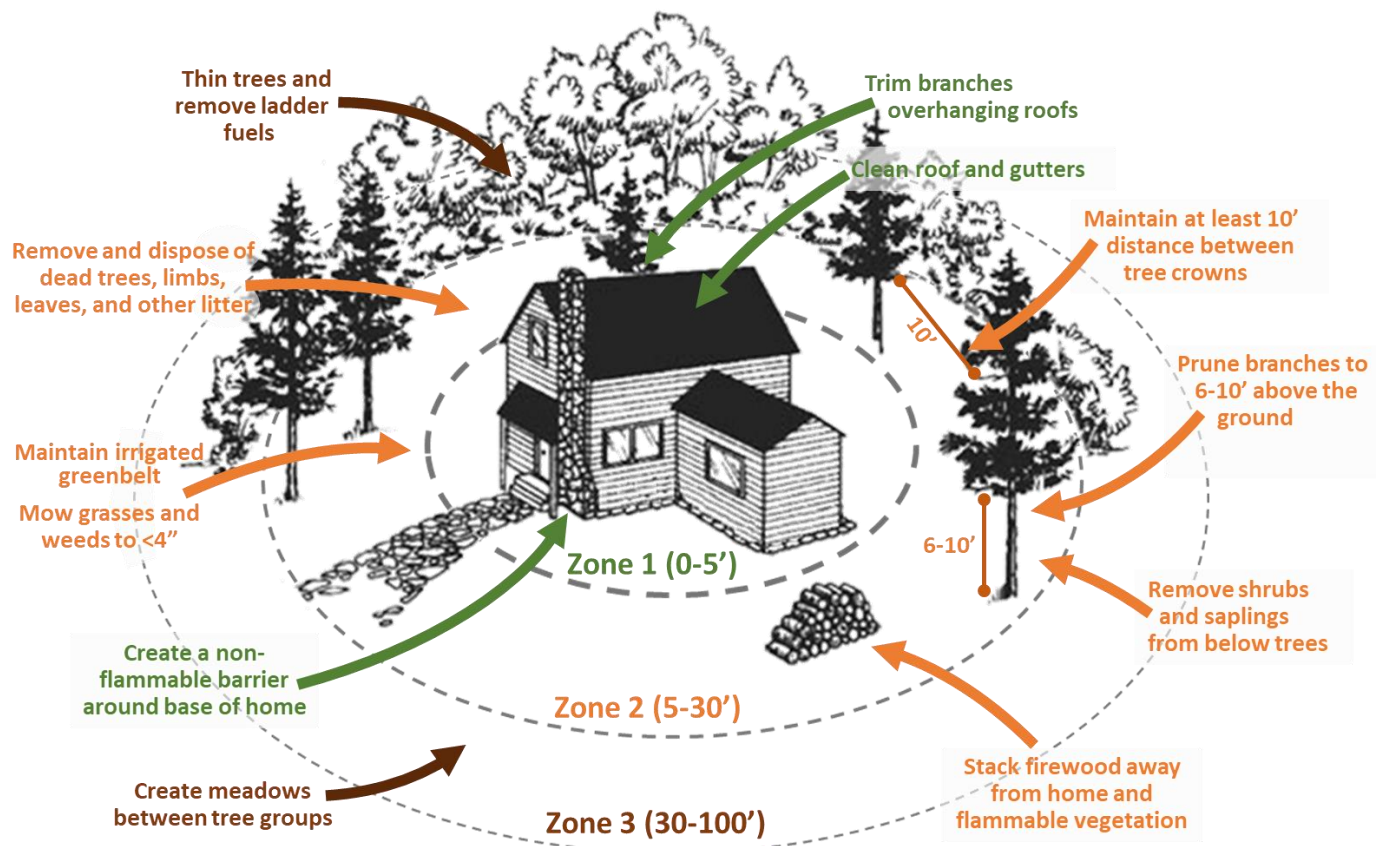 Thin trees and
remove ladder
fuels
Trim branches
overhanging roofs
Clean roof and gutters
Maintain at least 10’
distance between
tree crowns
Remove and dispose of
dead trees, limbs,
leaves, and other litter
10’
Prune branches to
6-10’ above the
ground
Maintain irrigated
greenbelt
Mow grasses and
weeds to <4”
6-10’
Zone 1 (0-5’)
Remove shrubs
and saplings
from below trees
Create a non-
flammable barrier
around base of home
Zone 2 (5-30’)
Stack firewood away
from home and
flammable vegetation
Create meadows
between tree groups
Zone 3 (30-100’)